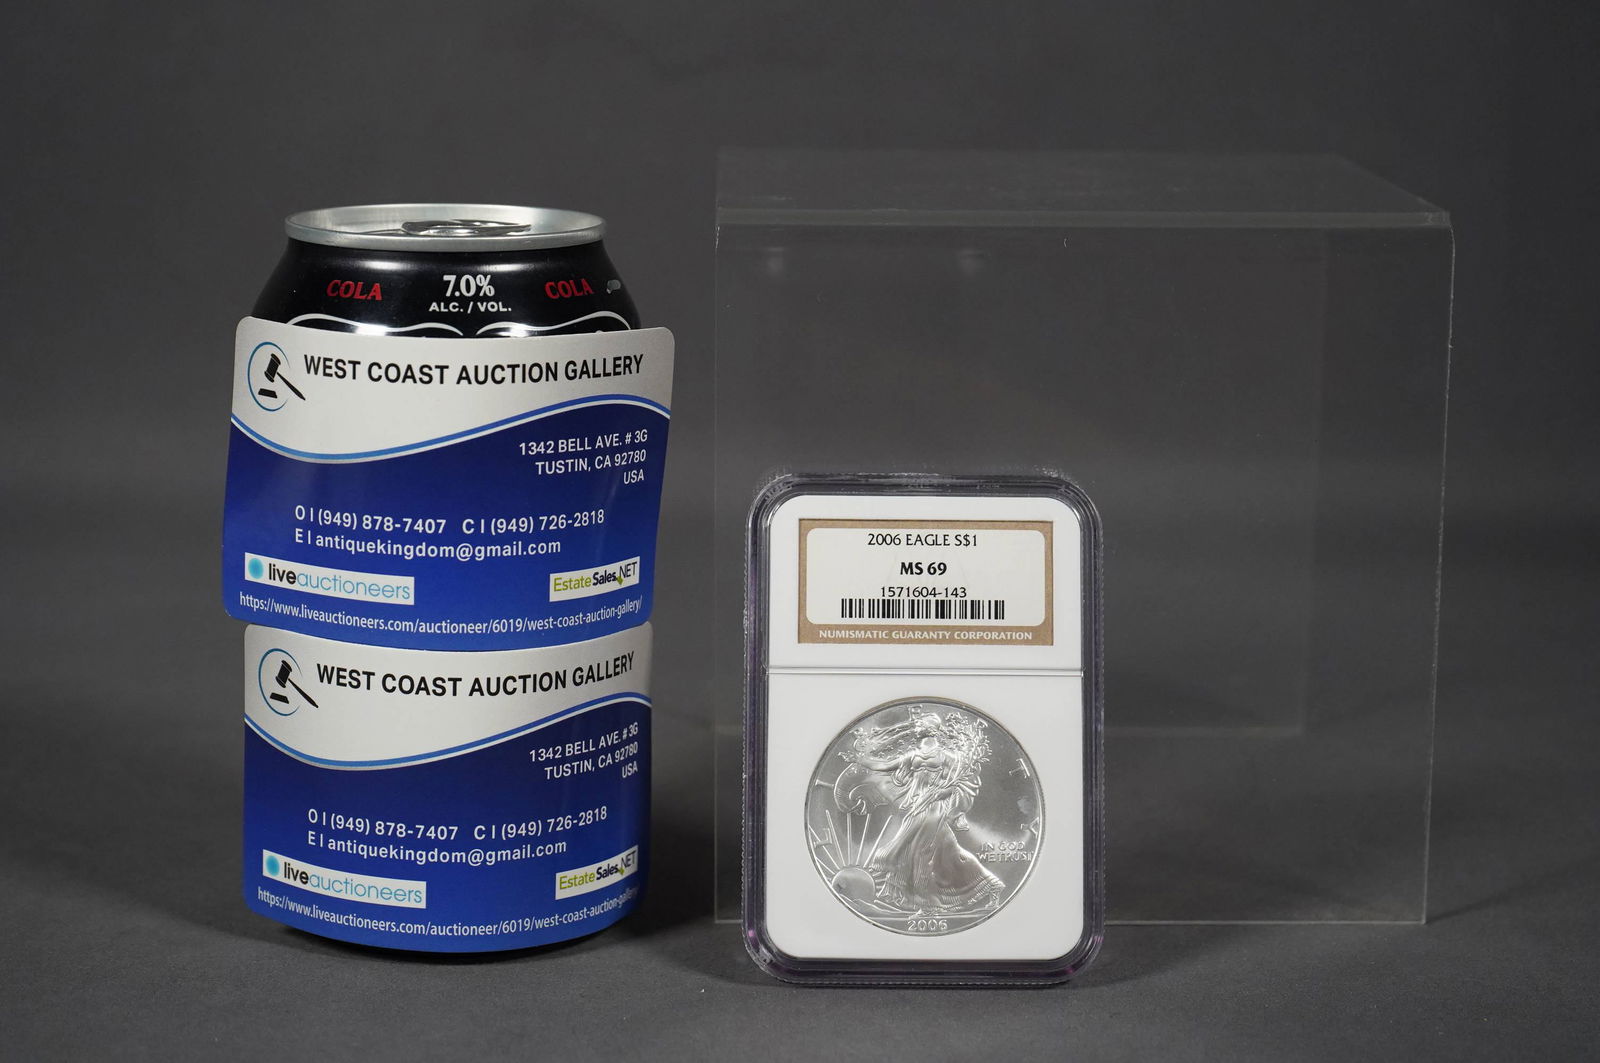 COLA
7.0%
ALC. / VOL.
COLA
WEST COAST AUCTION GALLERY
1342 BELL AVE. # 3G
TUSTIN, CA 92780
USA
O I (949) 878-7407 C I (949) 726-2818
E I antiquekingdom@gmail.com
liveauctioneers
EstateSales.NET
https://www.liveauctioneers.com/auctioneer/6019/west-coast-auction-gallery/
WEST COAST AUCTION GALLERY
1342 BELL AVE. # 3G
TUSTIN, CA 92780
USA
O I (949) 878-7407 C I (949) 726-2818
E I antiquekingdom@gmail.com
liveauctioneers
EstateSales.NET
https://www.liveauctioneers.com/auctioneer/6019/west-coast-auction-gallery
2006 EAGLE S$1
MS 69
1571604-143
NUMISMATIC GUARANTY CORPORATION
LIBERTY
IN GOD
WE TRUST
2006